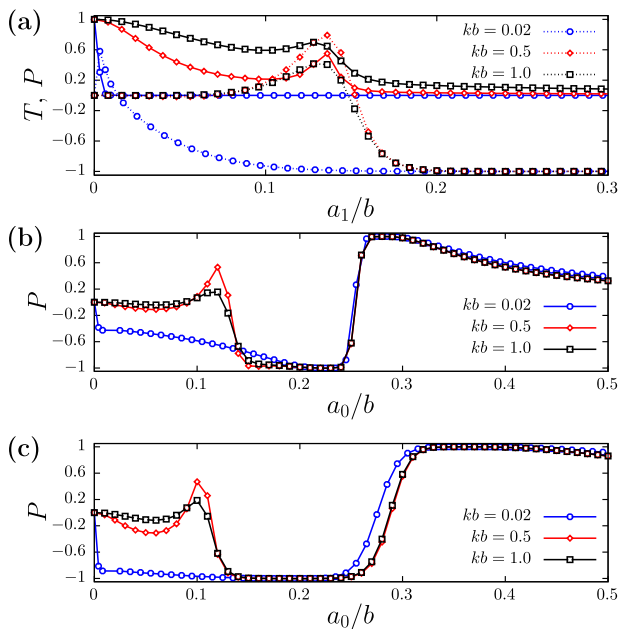 (a)
T, P
1
0.6
0.2
−0.2
−0.6
−1
kb = 0.02
kb = 0.5
kb = 1.0
0
0.1
0.2
0.3
a₁/b
(b)
P
1
0.6
0.2
−0.2
−0.6
−1
kb = 0.02
kb = 0.5
kb = 1.0
0
0.1
0.2
0.3
0.4
0.5
a₀/b
(c)
P
1
0.6
0.2
−0.2
−0.6
−1
kb = 0.02
kb = 0.5
kb = 1.0
0
0.1
0.2
0.3
0.4
0.5
a₀/b